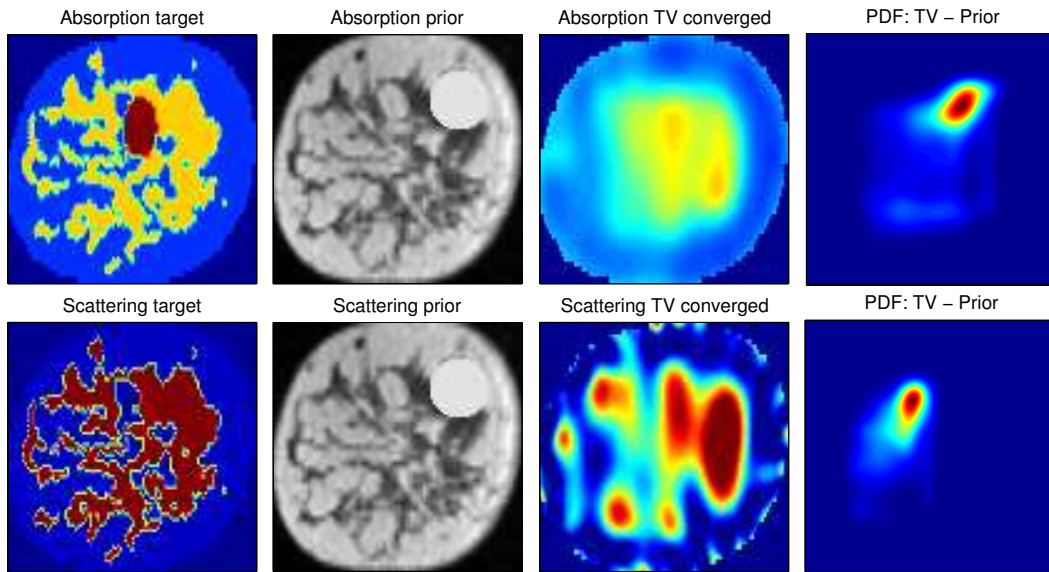 Absorption target
Absorption prior
Absorption TV converged
PDF: TV − Prior
Scattering target
Scattering prior
Scattering TV converged
PDF: TV − Prior